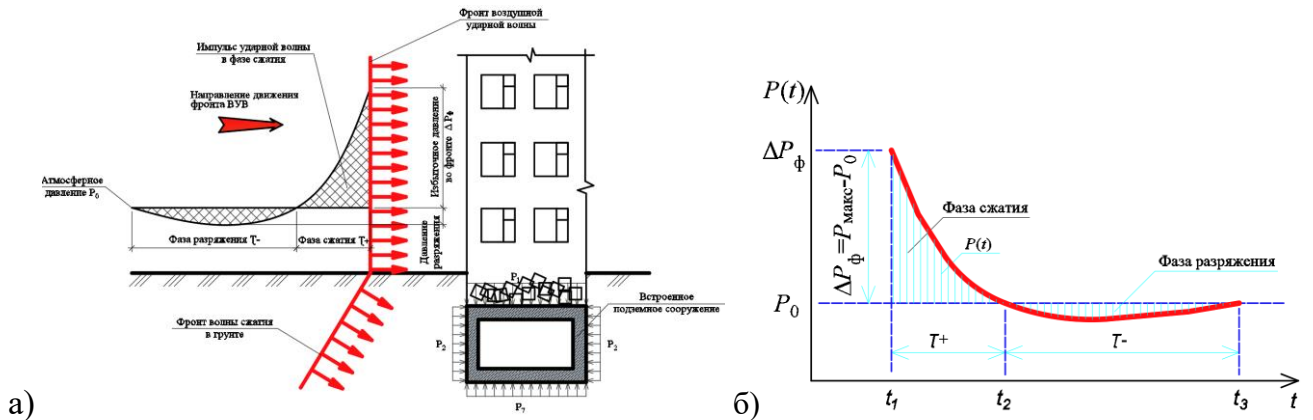 Фронт воздушной
ударной волны
Импульс ударной волны
в фазе сжатия
Направление движения
фронта ВУВ
Избыточное давление
во фронте Δ Pф
Атмосферное
давление P₀
Давление
разряжения
Фаза разряжения τ-
Фаза сжатия τ+
P₁
Встроенное
подземное сооружение
Фронт волны сжатия
в грунте
P₂
P₂
P₇
а)
P(t)
ΔPф
ΔPф=Pмакс-P₀
Фаза сжатия
P(t)
Фаза разряжения
P₀
τ+
τ-
t₁
t₂
t₃
t
б)